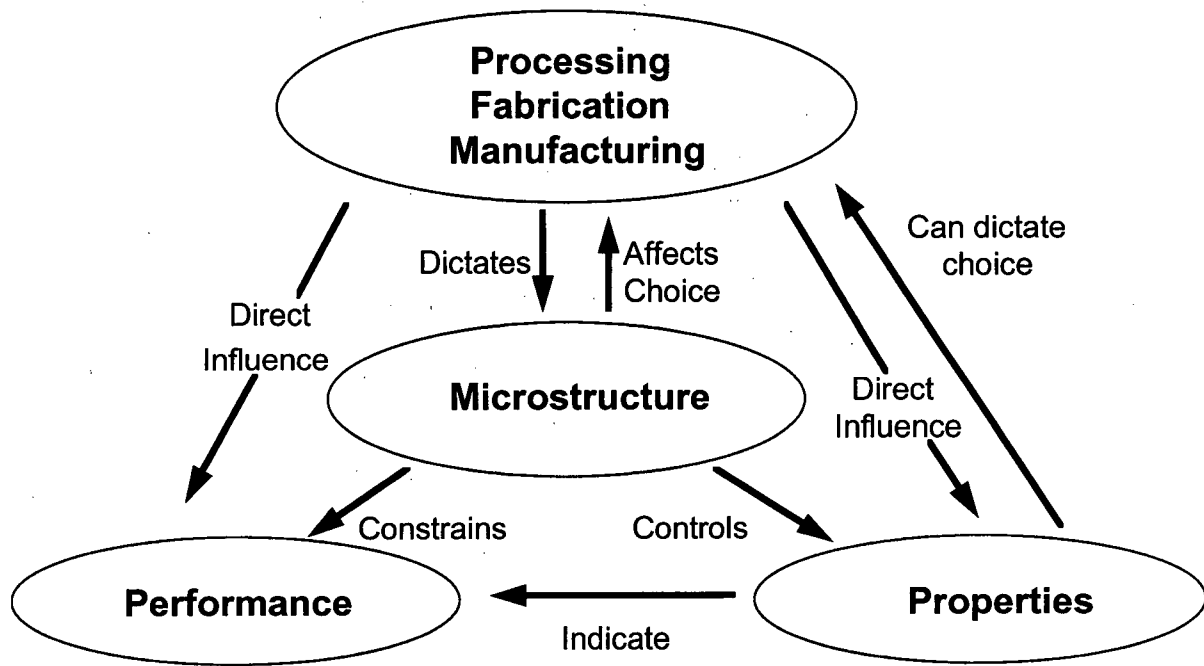 Processing
Fabrication
Manufacturing
Can dictate
choice
Dictates
Affects
Choice
Direct
Influence
Microstructure
Direct
Influence
Constrains
Controls
Performance
Properties
Indicate